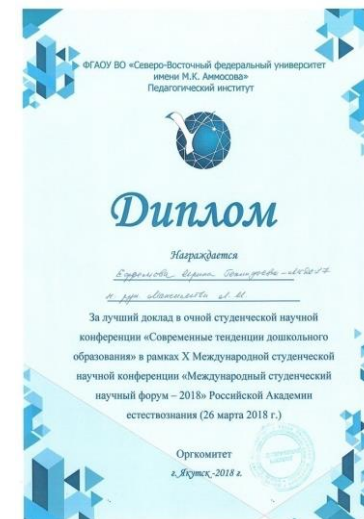 ФГАОУ ВО «Северо-Восточный федеральный университет
имени М.К. Аммосова»
Педагогический институт
Диплом
Награждается
За лучший доклад в очной студенческой научной
конференции «Современные тенденции дошкольного
образования» в рамках X Международной студенческой
научной конференции «Международный студенческий
научный форум – 2018» Российской Академии
естествознания (26 марта 2018 г.)
Оргкомитет
г. Якутск -2018 г.